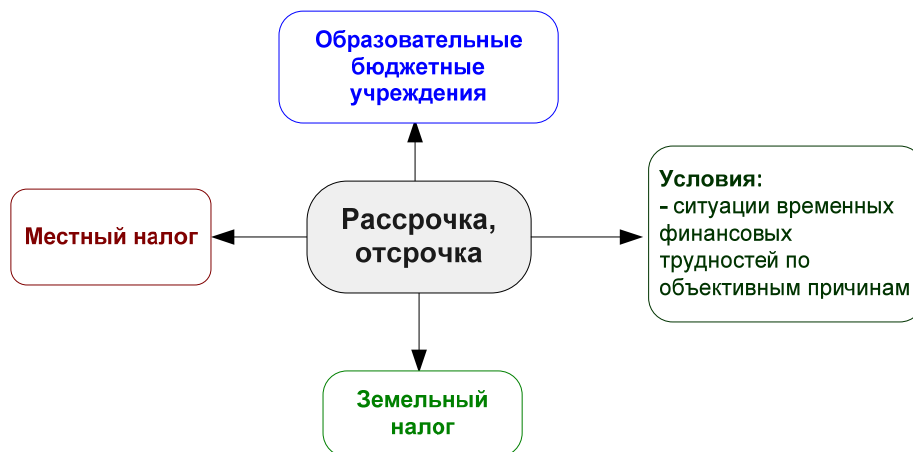 Образовательные
бюджетные
учреждения
Местный налог
Рассрочка,
отсрочка
Условия:
- ситуации временных
финансовых
трудностей по
объективным причинам
Земельный
налог